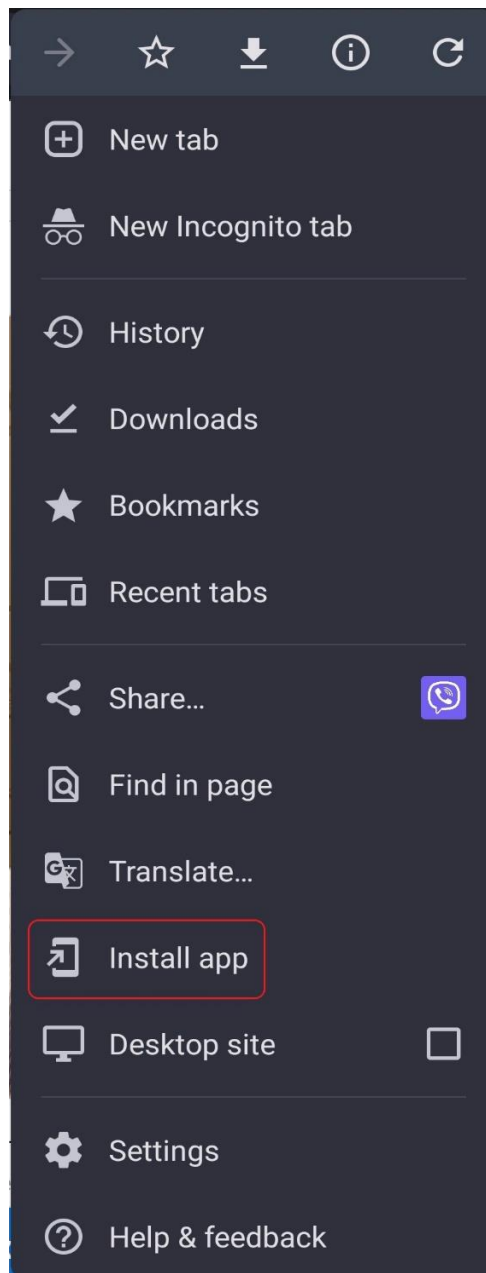 New tab
New Incognito tab
History
Downloads
Bookmarks
Recent tabs
Share...
Find in page
Translate...
Install app
Desktop site
Settings
Help & feedback